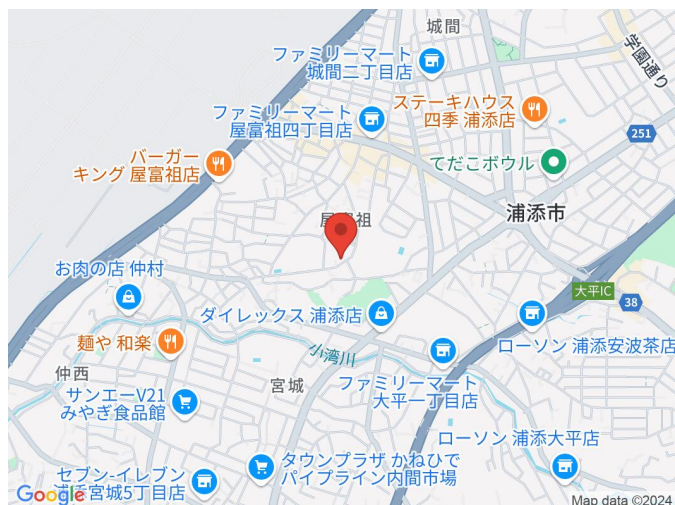 城間
ファミリーマート
城間二丁目店
学園通り
ステーキハウス
四季 浦添店
ファミリーマート
屋富祖四丁目店
251
バーガー
キング 屋富祖店
てだこボウル
屋富祖
浦添市
お肉の店 仲村
大平IC
38
ダイレックス 浦添店
麺や 和楽
ローソン 浦添安波茶店
小湾川
仲西
宮城
ファミリーマート
大平一丁目店
サンエーV21
みやぎ食品館
ローソン 浦添大平店
タウンプラザ かねひで
パイプライン内間市場
セブン-イレブン
浦添宮城5丁目店
Google
Map data ©2024